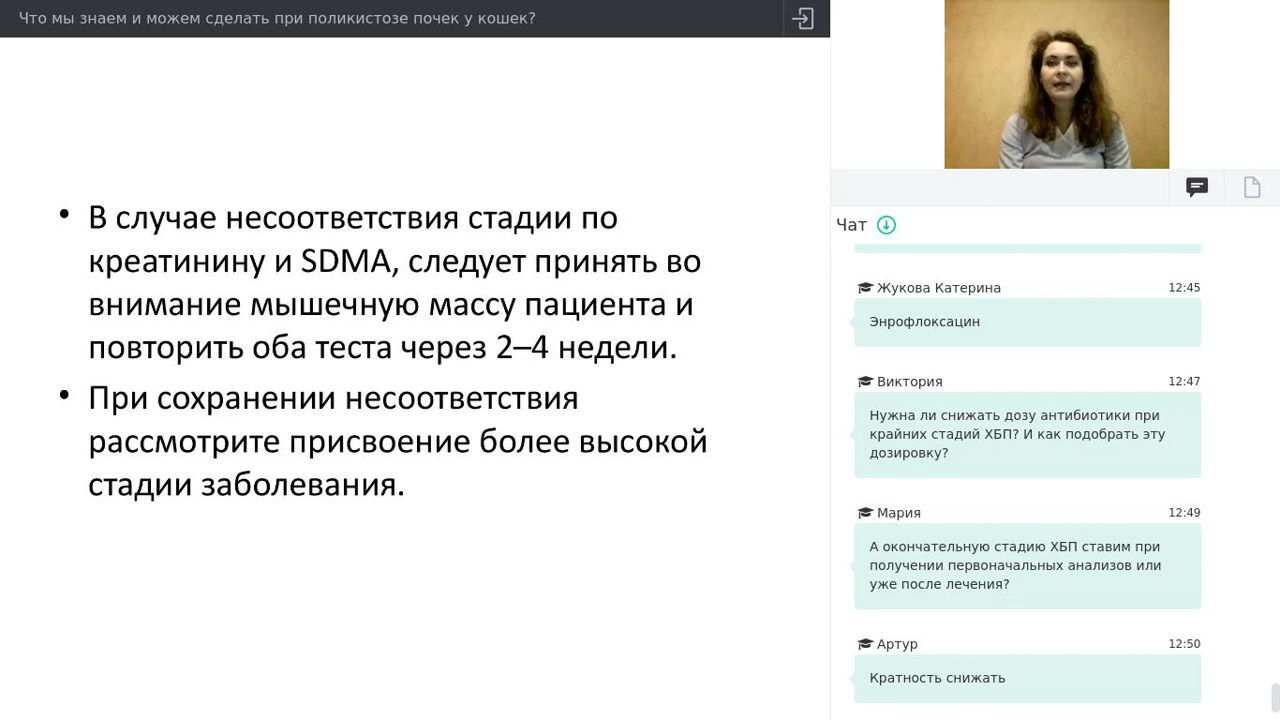 Что мы знаем и можем сделать при поликистозе почек у кошек?
• В случае несоответствия стадии по
креатинину и SDMA, следует принять во
внимание мышечную массу пациента и
повторить оба теста через 2–4 недели.
• При сохранении несоответствия
рассмотрите присвоение более высокой
стадии заболевания.
Чат
Жукова Катерина 12:45
Энрофлоксацин
Виктория 12:47
Нужна ли снижать дозу антибиотики при
крайних стадий ХБП? И как подобрать эту
дозировку?
Мария 12:49
А окончательную стадию ХБП ставим при
получении первоначальных анализов или
уже после лечения?
Артур 12:50
Кратность снижать